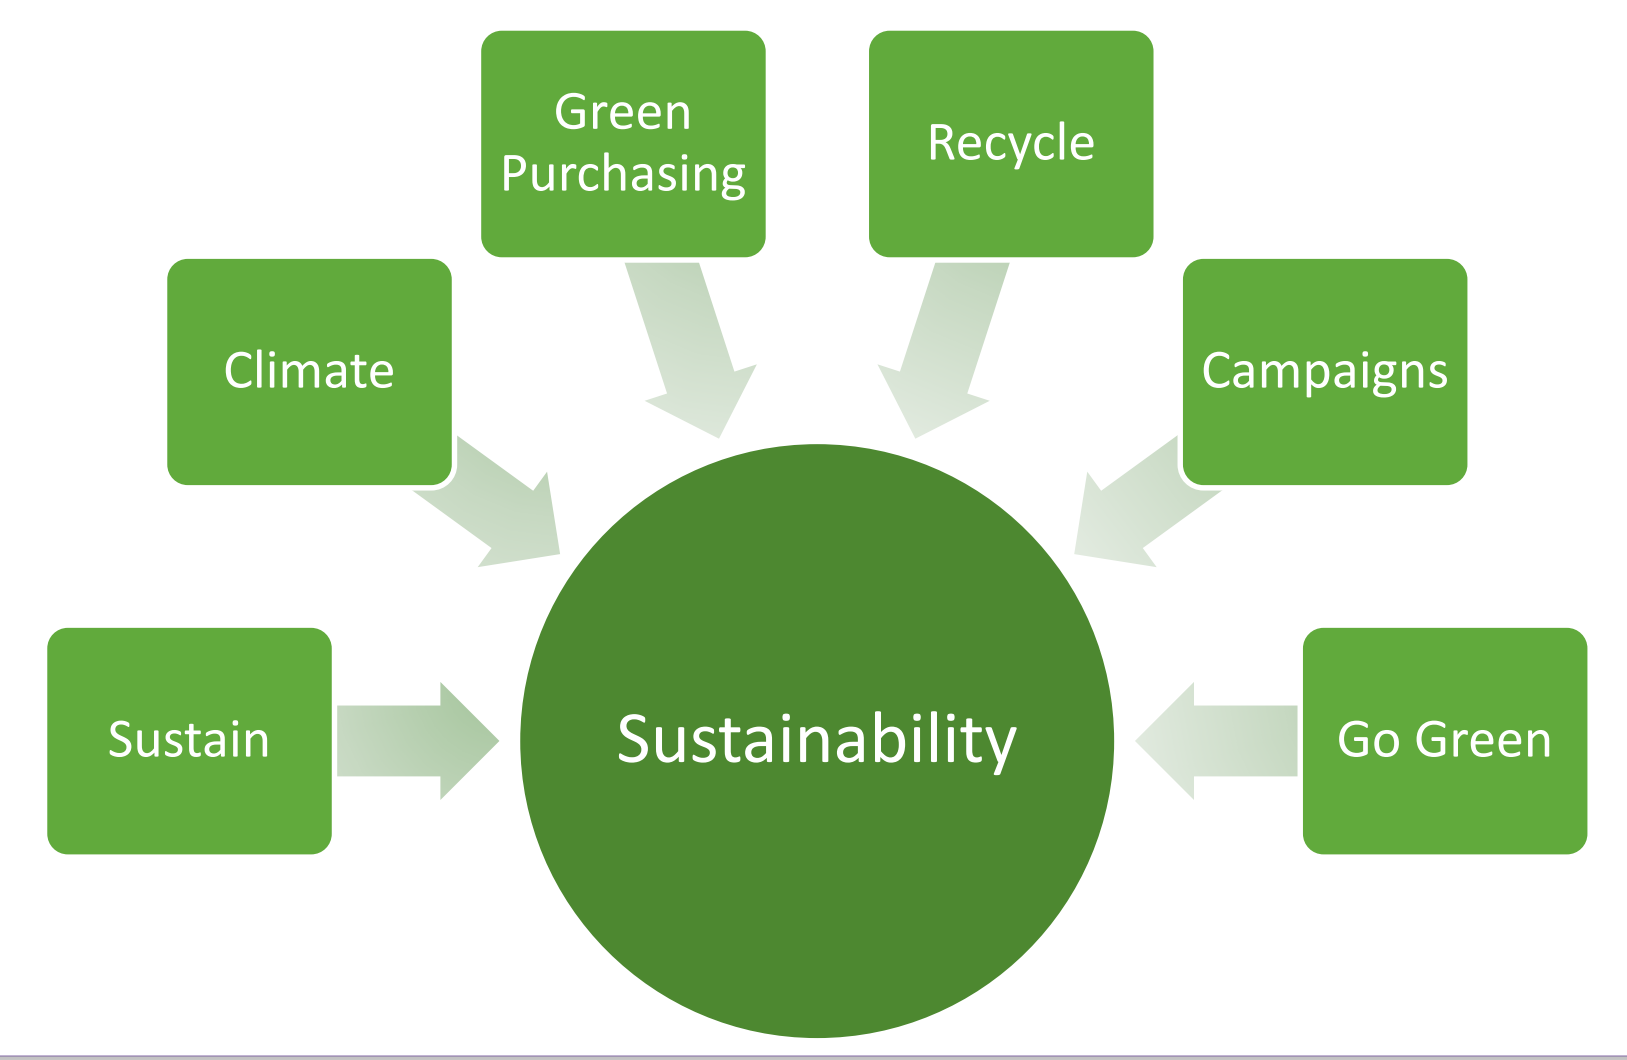 Green
Purchasing
Recycle
Climate
Campaigns
Sustain
Sustainability
Go Green